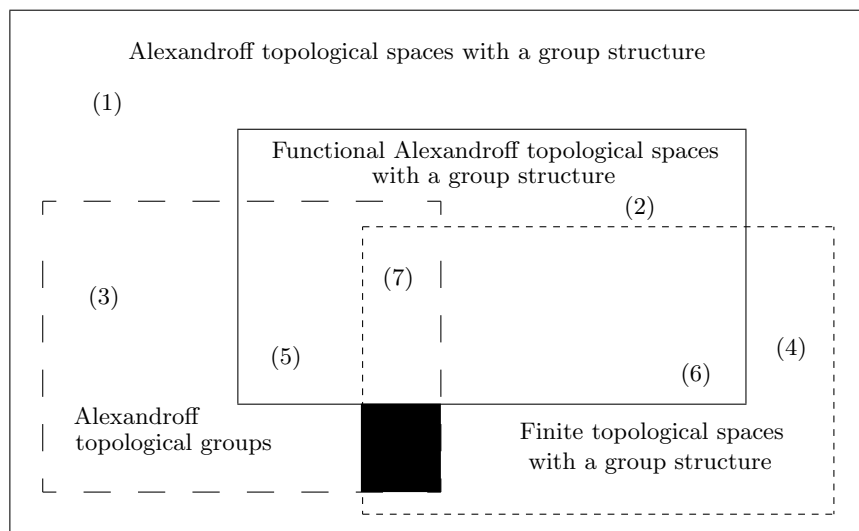 Alexandroff topological spaces with a group structure
(1)
Functional Alexandroff topological spaces
with a group structure
(2)
(7)
(3)
(4)
(5)
(6)
Alexandroff
topological groups
Finite topological spaces
with a group structure